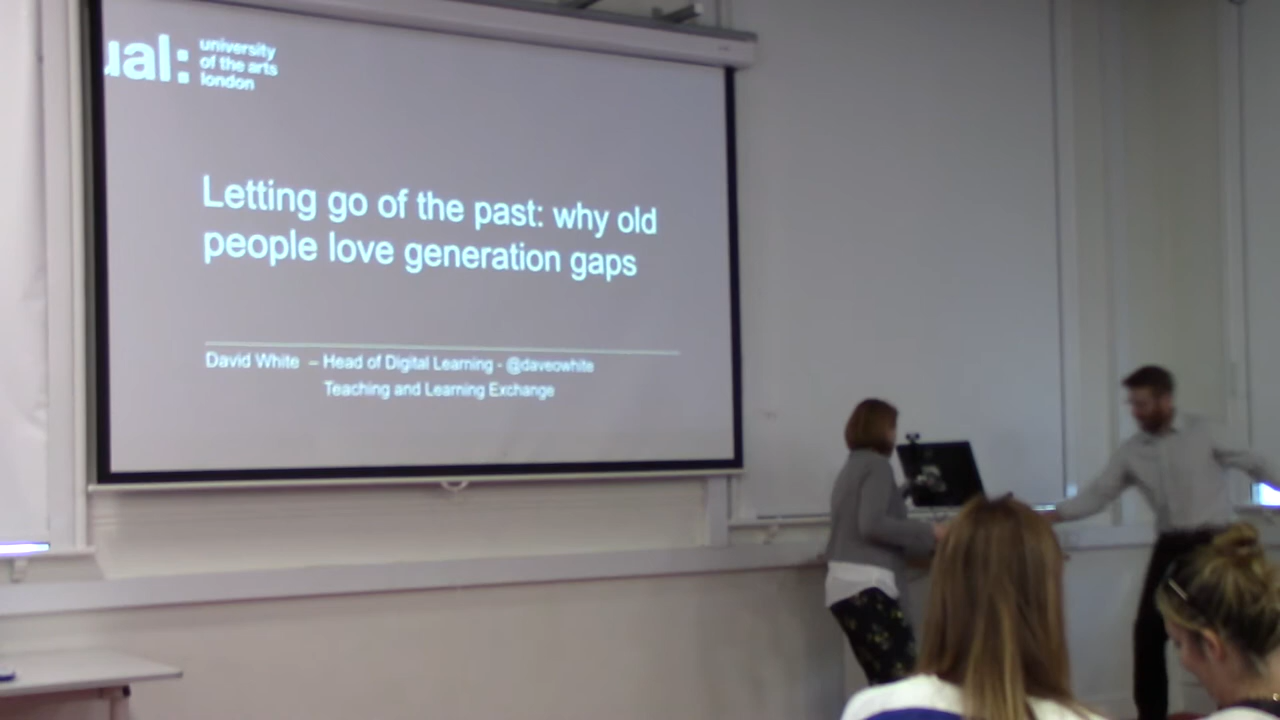 ual:
university
of the arts
london
Letting go of the past: why old
people love generation gaps
David White – Head of Digital Learning - @daveowhite
Teaching and Learning Exchange